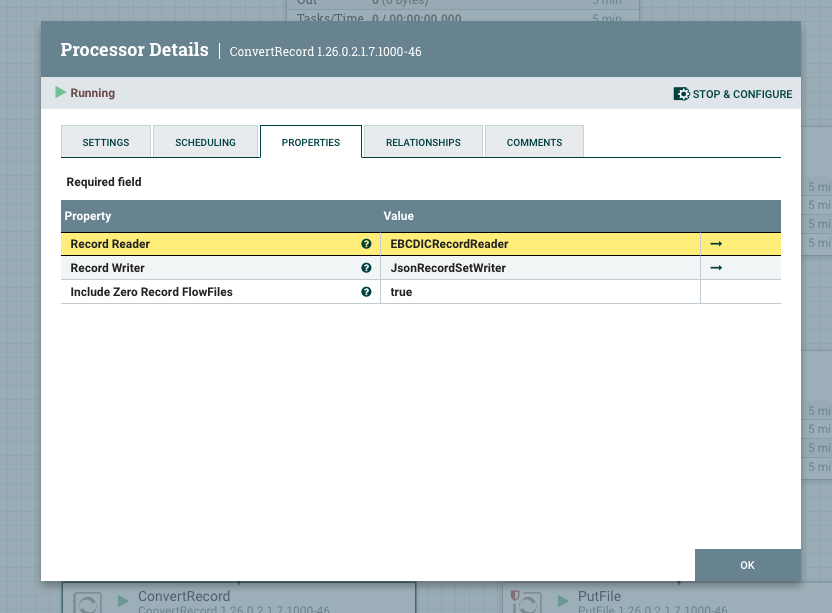 Out 0 (0 bytes) 5 min
Tasks/Time 0 / 00:00:00.000 5 min
Processor Details | ConvertRecord 1.26.0.2.1.7.1000-46
Running
STOP & CONFIGURE
SETTINGS SCHEDULING PROPERTIES RELATIONSHIPS COMMENTS
Required field
Property Value
5 mi
Record Reader EBCDICRecordReader
5 mi
5 mi
5 mi
Record Writer JsonRecordSetWriter
Include Zero Record FlowFiles true
5 mi
5 mi
5 mi
5 mi
OK
ConvertRecord
ConvertRecord 1.26.0.2.1.7.1000-46
PutFile
PutFile 1.26.0.2.1.7.1000-46